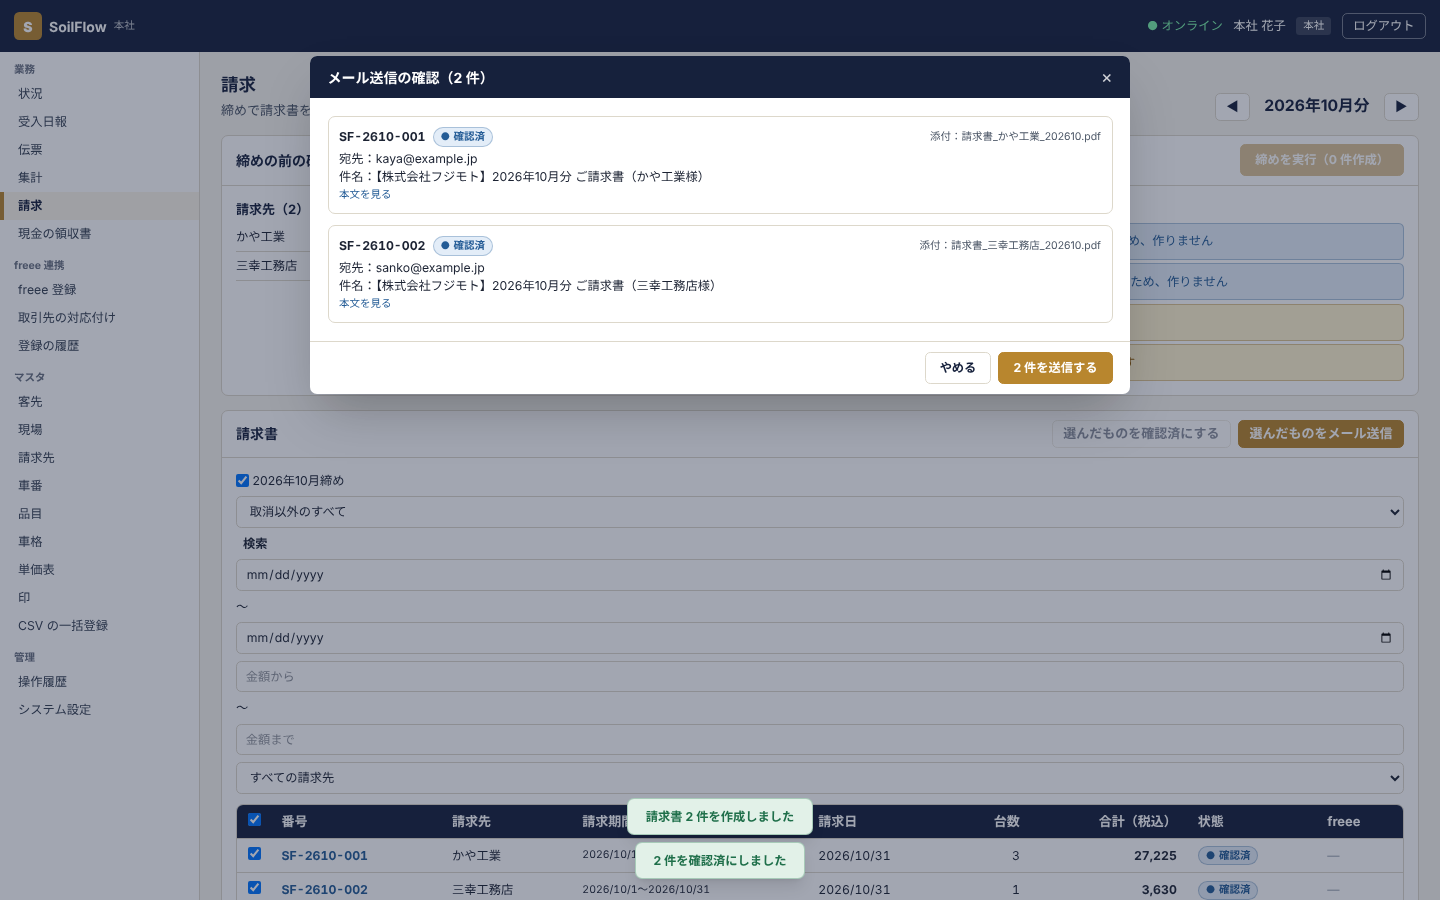 S SoilFlow 本社
オンライン 本社 花子 本社 ログアウト
業務
状況
受入日報
伝票
集計
請求
現金の領収書
freee 連携
freee 登録
取引先の対応付け
登録の履歴
マスタ
客先
現場
請求先
車番
品目
車格
単価表
印
CSV の一括登録
管理
操作履歴
システム設定
請求
締めで請求書を
◀ 2026年10月分 ▶
締めの前の
締めを実行（0 件作成）
請求先（2）
かや工業
三幸工務店
め、作りません
ため、作りません
メール送信の確認（2 件） ×
SF-2610-001 確認済 添付：請求書_かや工業_202610.pdf
宛先：kaya@example.jp
件名：【株式会社フジモト】2026年10月分 ご請求書（かや工業様）
本文を見る
SF-2610-002 確認済 添付：請求書_三幸工務店_202610.pdf
宛先：sanko@example.jp
件名：【株式会社フジモト】2026年10月分 ご請求書（三幸工務店様）
本文を見る
やめる 2 件を送信する
請求書 選んだものを確認済にする 選んだものをメール送信
2026年10月締め
取消以外のすべて
検索
mm/dd/yyyy
～
mm/dd/yyyy
金額から
～
金額まで
すべての請求先
番号 請求先 請求期間 請求日 台数 合計（税込） 状態 freee
SF-2610-001 かや工業 2026/10/1 2026/10/31 3 27,225 確認済 —
SF-2610-002 三幸工務店 2026/10/1～2026/10/31 2026/10/31 1 3,630 確認済 —
請求書 2 件を作成しました
2 件を確認済にしました